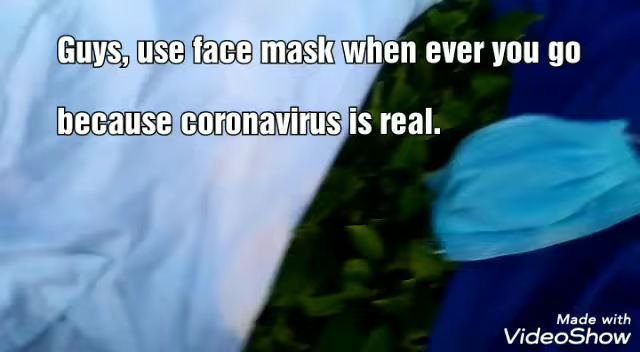 Guys, use face mask when ever you go
because coronavirus is real.
Made with
VideoShow